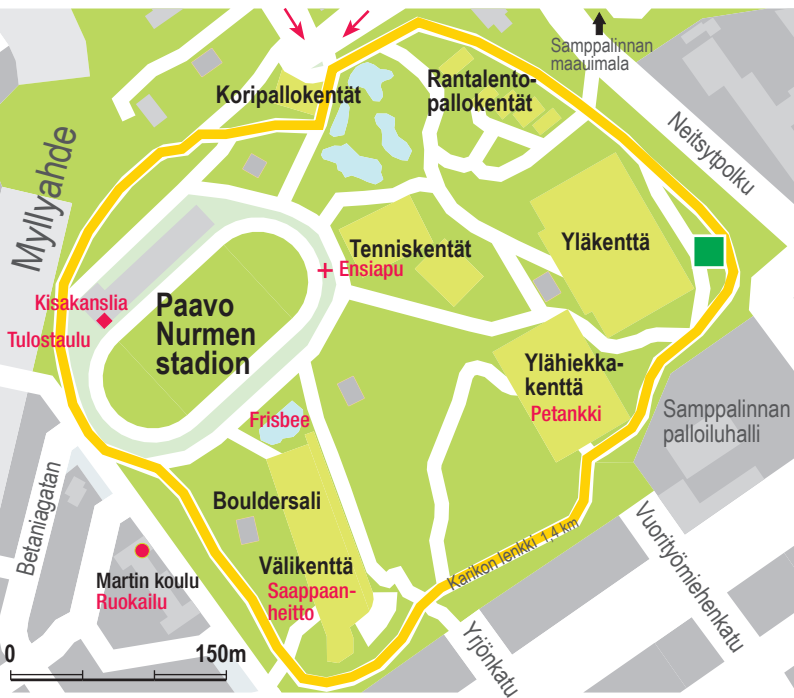 Samppalinnan
maauimala
Koripallokentät
Rantalento-
pallokentät
Neitsytpolku
Myllyahde
Tenniskentät
Yläkenttä
Ensiapu
Kisakanslia
Tulostaulu
Paavo
Nurmen
stadion
Ylähiekka-
kenttä
Petankki
Samppalinnan
palloiluhalli
Frisbee
Bouldersali
Betaniagatan
Välikenttä
Saappaan-
heitto
Martin koulu
Ruokailu
Karikon lenkki 1,4 km
Vuorityömiehenkatu
Yrjönkatu
0 150m